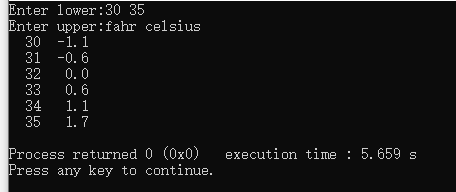 Enter lower:30 35
Enter upper:fahr celsius
  30  -1.1
  31  -0.6
  32   0.0
  33   0.6
  34   1.1
  35   1.7

Process returned 0 (0x0)   execution time : 5.659 s
Press any key to continue.